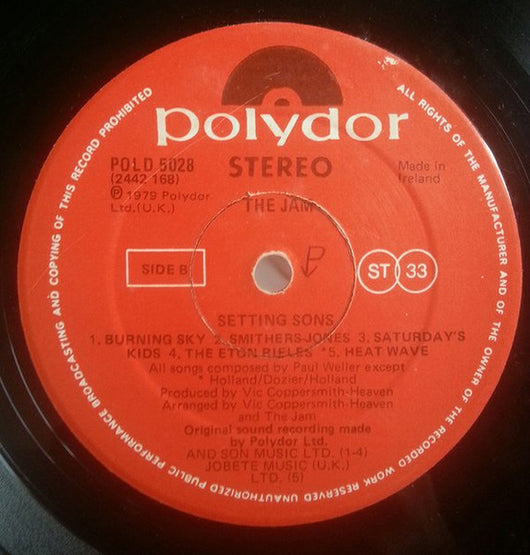 polydor
POLD 5028
(2442 168)
℗ 1979 Polydor
Ltd.(U.K.)
STEREO
Made in
Ireland
THE JAM
SIDE B
P
ST 33
SETTING SONS
1. BURNING SKY 2. SMITHERS-JONES 3. SATURDAY'S
KIDS 4. THE ETON RIFLES *5. HEAT WAVE
All songs composed by Paul Weller except
* Holland/Dozier/Holland
Produced by Vic Coppersmith-Heaven
Arranged by Vic Coppersmith-Heaven
and The Jam
Original sound recording made
by Polydor Ltd.
AND SON MUSIC LTD. (1-4)
JOBETE MUSIC (U.K.)
LTD. (5)
ALL RIGHTS OF THE MANUFACTURER AND OF THE OWNER OF THE RECORDED WORK RESERVED UNAUTHORIZED PUBLIC PERFORMANCE BROADCASTING AND COPYING OF THIS RECORD PROHIBITED